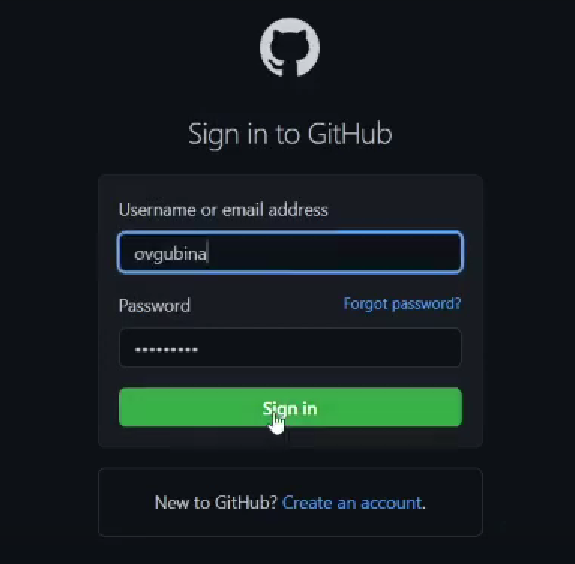 Sign in to GitHub
Username or email address
ovgubina
Password Forgot password?
•••••••••
Sign in
New to GitHub? Create an account.